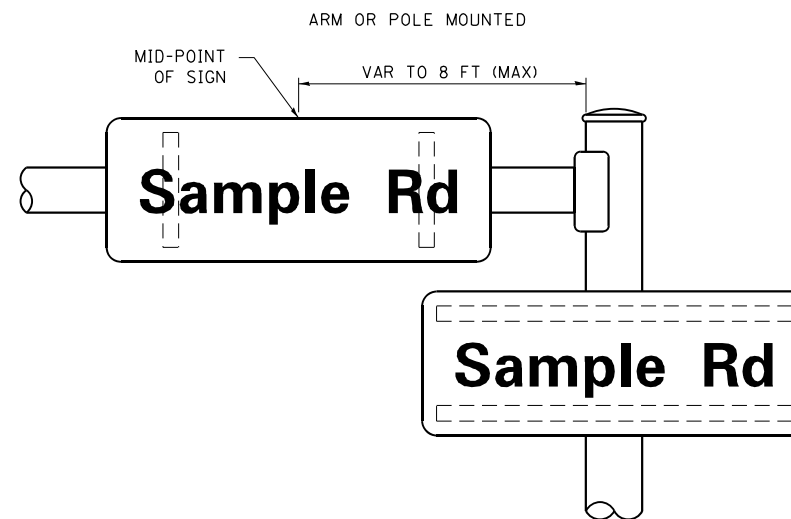 ARM OR POLE MOUNTED
MID-POINT
OF SIGN
VAR TO 8 FT (MAX)
Sample Rd
Sample Rd